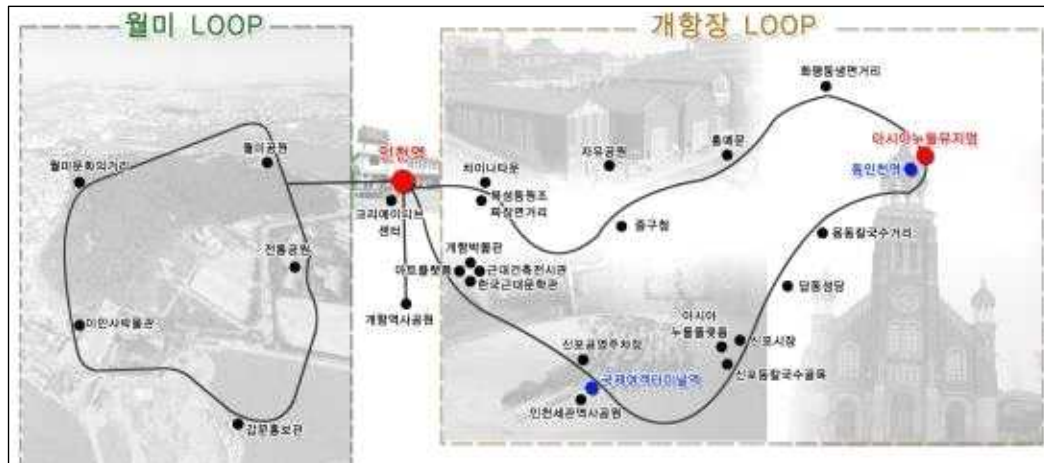 월미 LOOP
개항장 LOOP
화평동냉면거리
월미공원
월미문화의거리
인천역
차이나타운
자유공원
홍예문
아시아누들뮤지엄
동인천역
북성동원조
짜장면거리
크리에이티브
센터
중구청
용동칼국수거리
전통공원
개항박물관
아트플랫폼
근대건축전시관
한국근대문학관
답동성당
개항역사공원
이민사박물관
아시아
누들플랫폼
신포시장
신포공영주차장
신포동칼국수골목
국제여객터미널역
인천세관역사공원
갑문홍보관